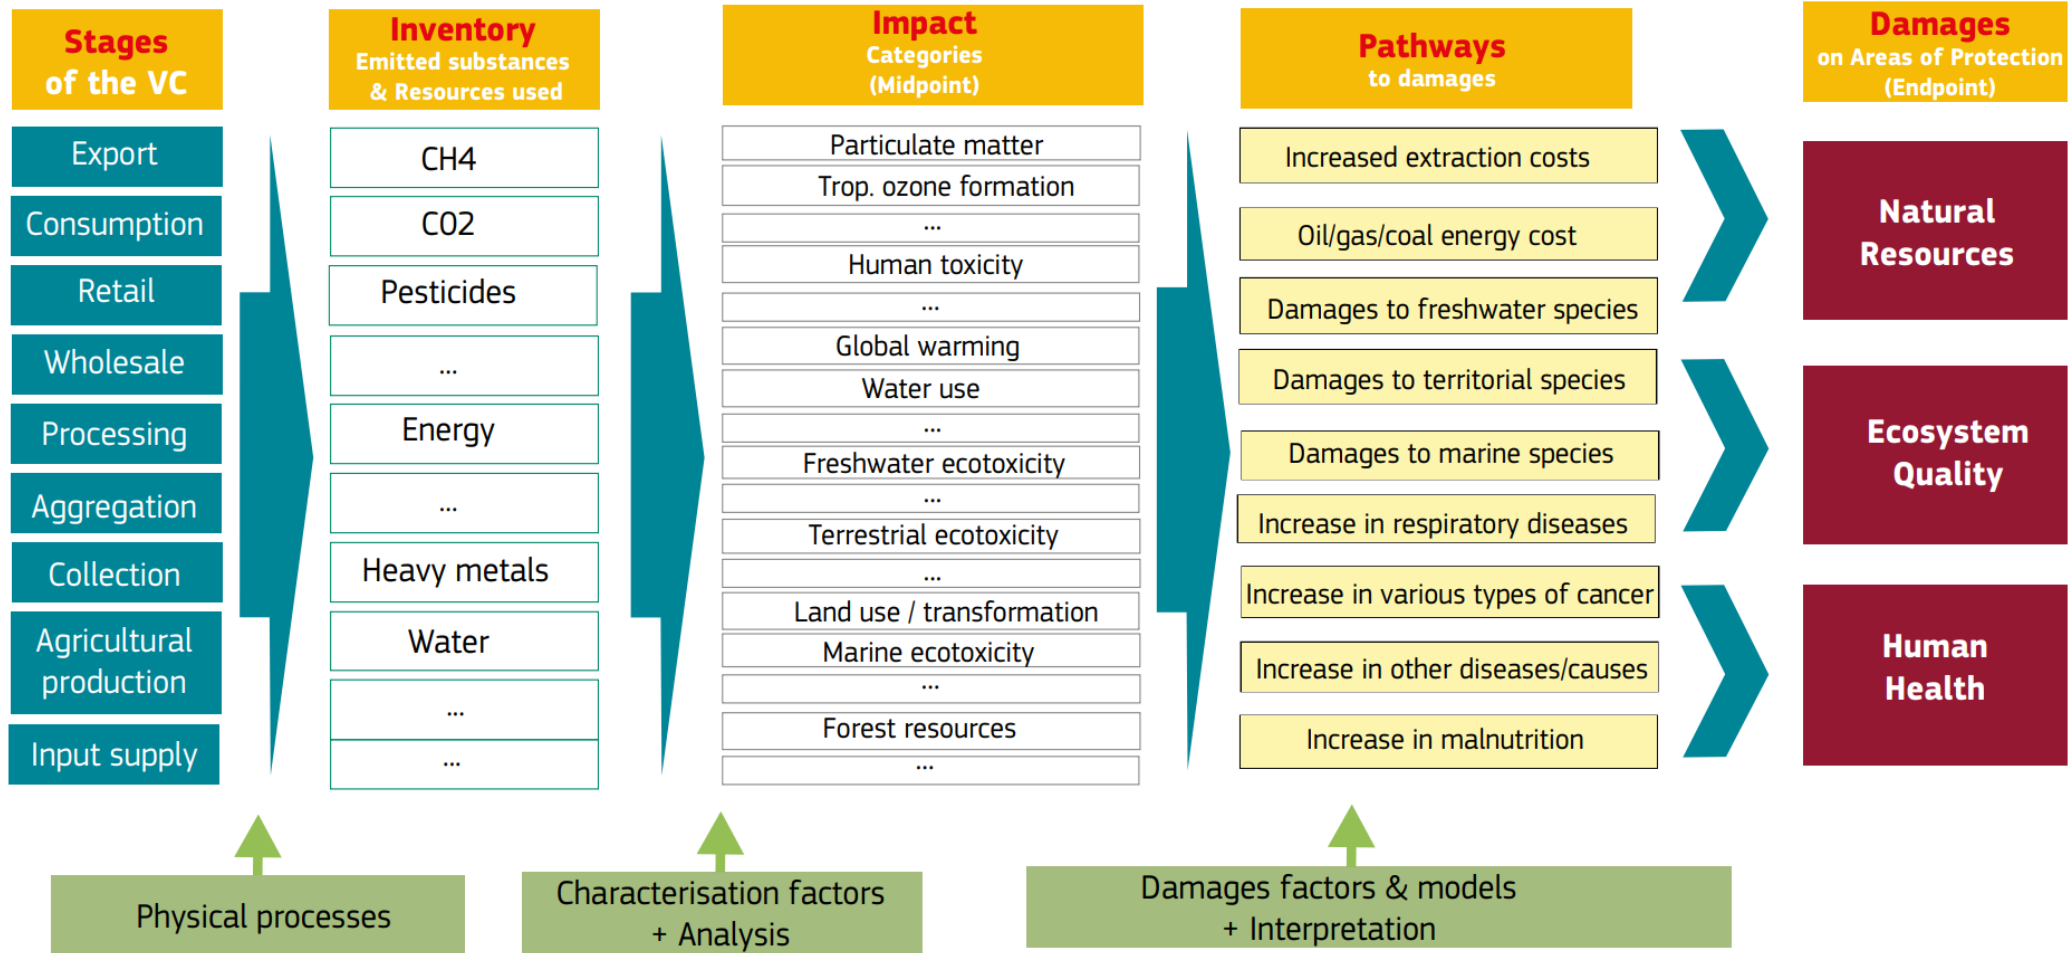 Stages
of the VC
Export
Consumption
Retail
Wholesale
Processing
Aggregation
Collection
Agricultural
production
Input supply
Inventory
Emitted substances
& Resources used
CH4
CO2
Pesticides
...
Energy
...
Heavy metals
Water
...
...
Impact
Categories
(Midpoint)
Particulate matter
Trop. ozone formation
...
Human toxicity
...
Global warming
Water use
...
Freshwater ecotoxicity
...
Terrestrial ecotoxicity
...
Land use / transformation
Marine ecotoxicity
...
Forest resources
...
Pathways
to damages
Increased extraction costs
Oil/gas/coal energy cost
Damages to freshwater species
Damages to territorial species
Damages to marine species
Increase in respiratory diseases
Increase in various types of cancer
Increase in other diseases/causes
Increase in malnutrition
Damages
on Areas of Protection
(Endpoint)
Natural
Resources
Ecosystem
Quality
Human
Health
Physical processes
Characterisation factors
+ Analysis
Damages factors & models
+ Interpretation